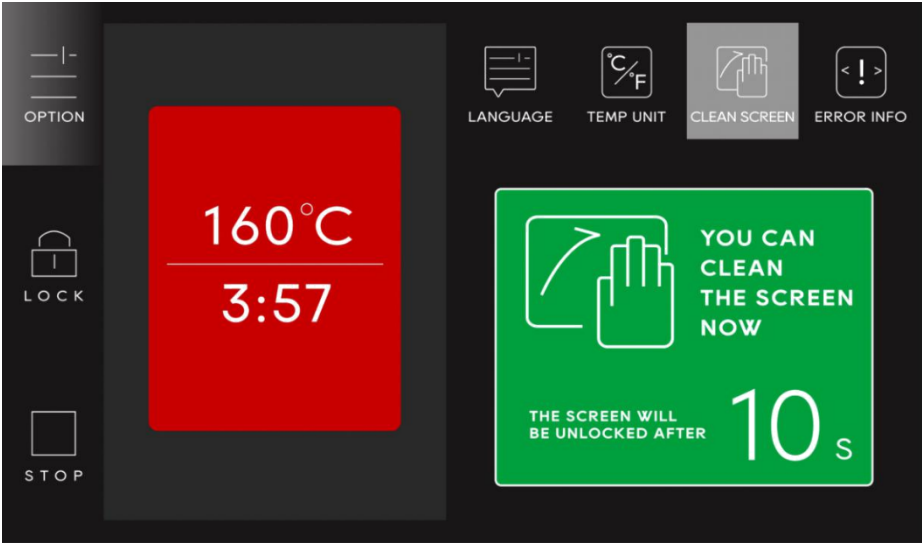 OPTION
LOCK
STOP
160°C
3:57
°C/°F
LANGUAGE
TEMP UNIT
CLEAN SCREEN
< ! >
ERROR INFO
YOU CAN
CLEAN
THE SCREEN
NOW
THE SCREEN WILL
BE UNLOCKED AFTER
10 S